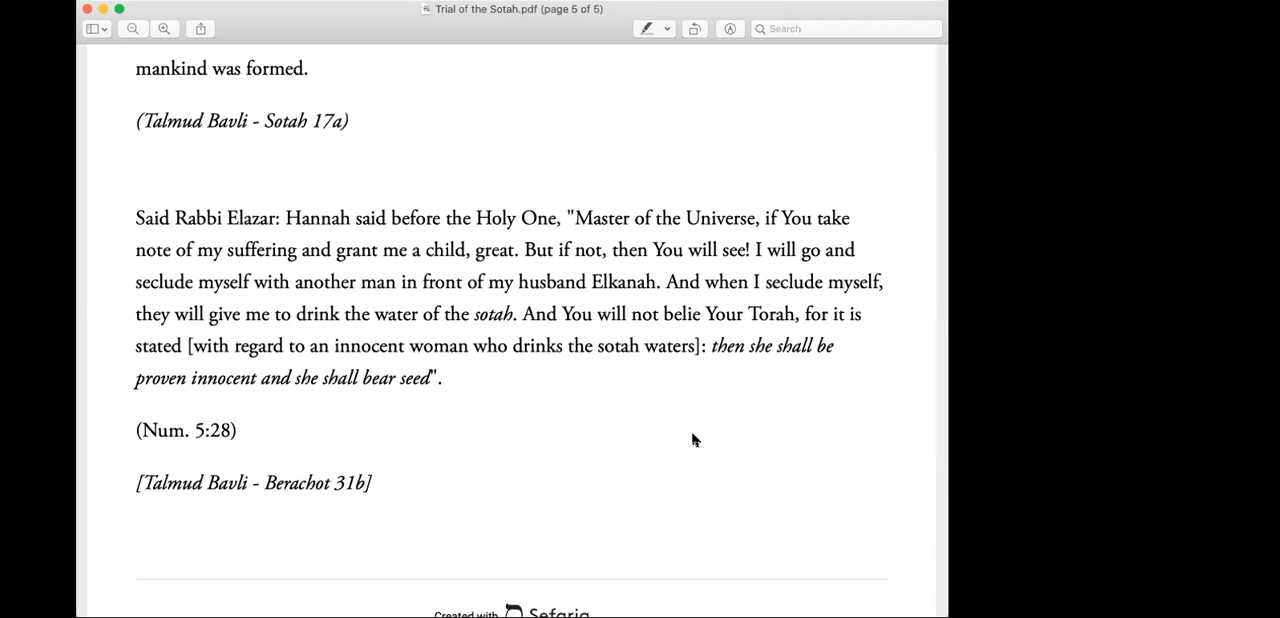 Trial of the Sotah.pdf (page 5 of 5)
Search
mankind was formed.
(Talmud Bavli - Sotah 17a)
Said Rabbi Elazar: Hannah said before the Holy One, "Master of the Universe, if You take
note of my suffering and grant me a child, great. But if not, then You will see! I will go and
seclude myself with another man in front of my husband Elkanah. And when I seclude myself,
they will give me to drink the water of the sotah. And You will not belie Your Torah, for it is
stated [with regard to an innocent woman who drinks the sotah waters]: then she shall be
proven innocent and she shall bear seed".
(Num. 5:28)
[Talmud Bavli - Berachot 31b]
Created with Sefaria